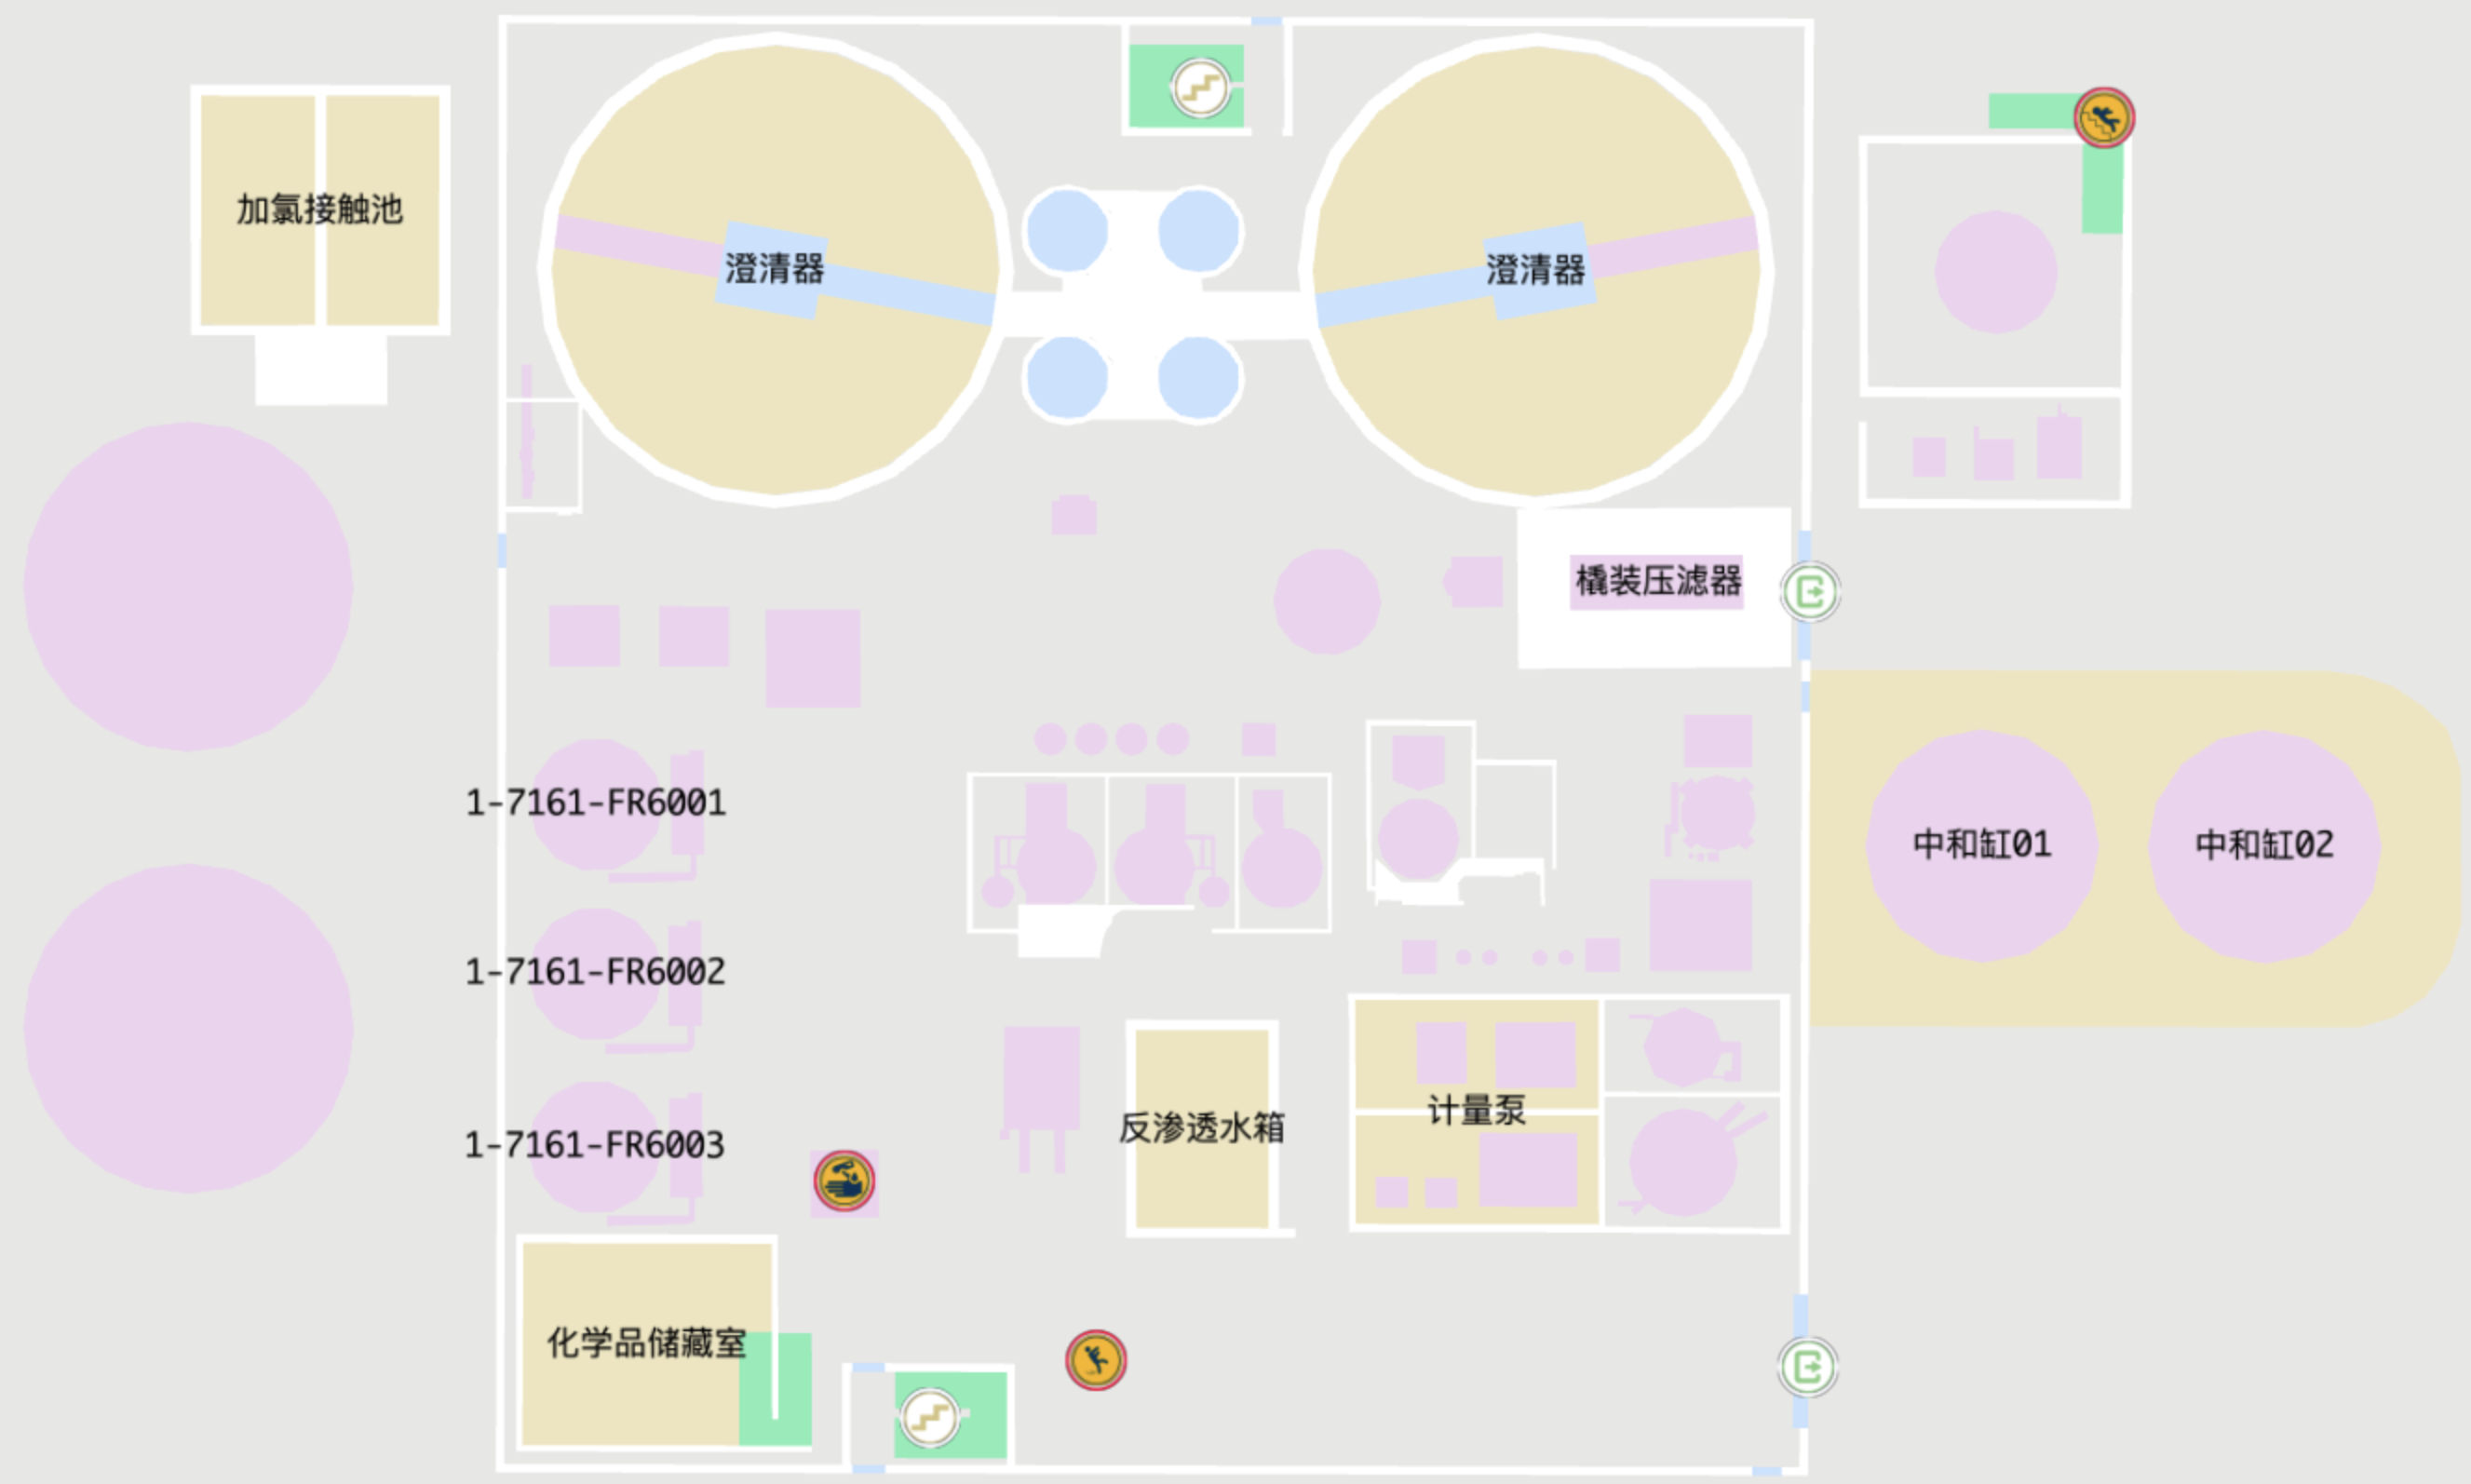 加氯接触池
澄清器
澄清器
橇装压滤器
1-7161-FR6001
中和缸01
中和缸02
1-7161-FR6002
计量泵
反渗透水箱
1-7161-FR6003
化学品储藏室